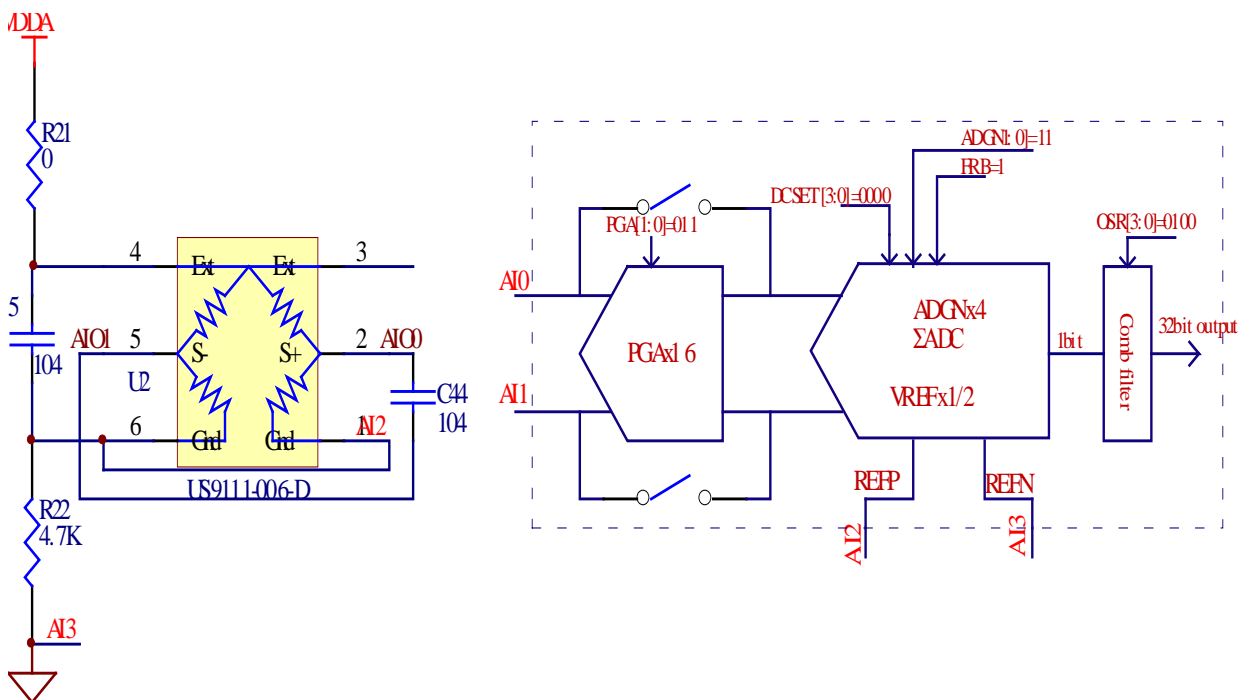 VDDA
R21
0
4
Ext
Ext
3
5
104
AIO1
5
S-
S+
2
AIO0
U2
C44
104
6
Gnd
Gnd
1
AI2
US9111-006-D
R22
4.7K
AI3
ADGN[1:0]=11
FRB=1
DCSET[3:0]=0000
PGA[1:0]=011
OSR[3:0]=0100
AI0
AI1
PGAx16
ADGNx4
ΣADC
VREFx1/2
1bit
Comb filter
32bit output
REFP
REFN
AI2
AI3